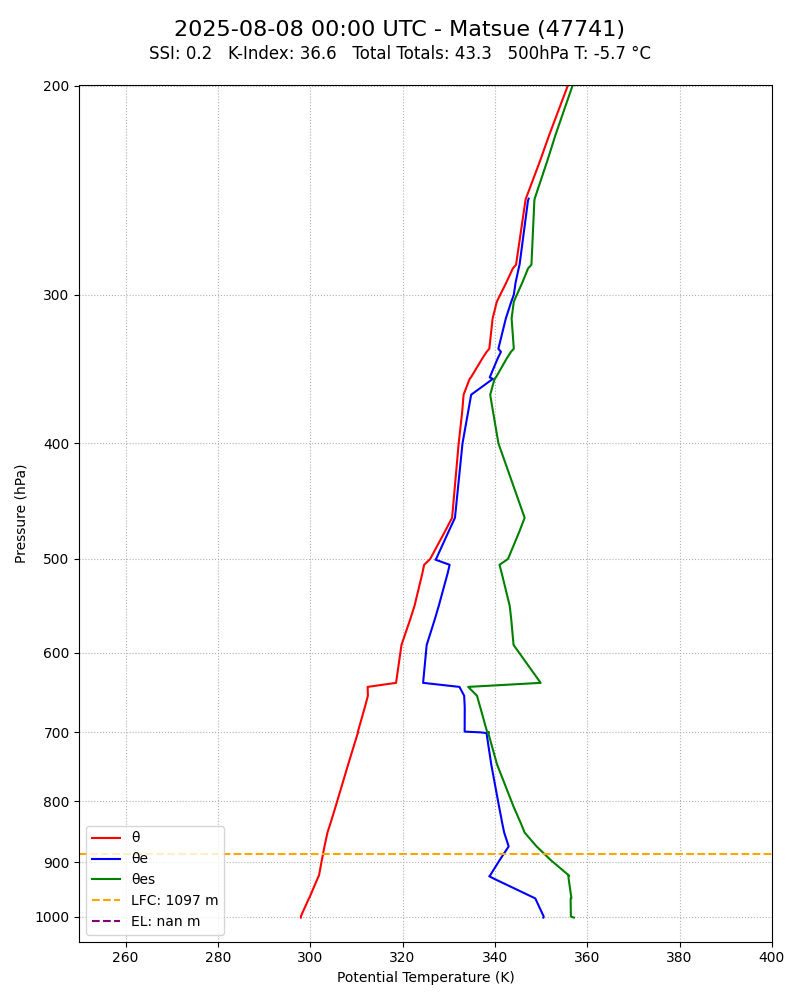 2025-08-08 00:00 UTC - Matsue (47741)
SSI: 0.2   K-Index: 36.6   Total Totals: 43.3   500hPa T: -5.7 °C
200
300
400
500
600
700
800
900
1000
Pressure (hPa)
θ
θe
θes
LFC: 1097 m
EL: nan m
260 280 300 320 340 360 380 400
Potential Temperature (K)